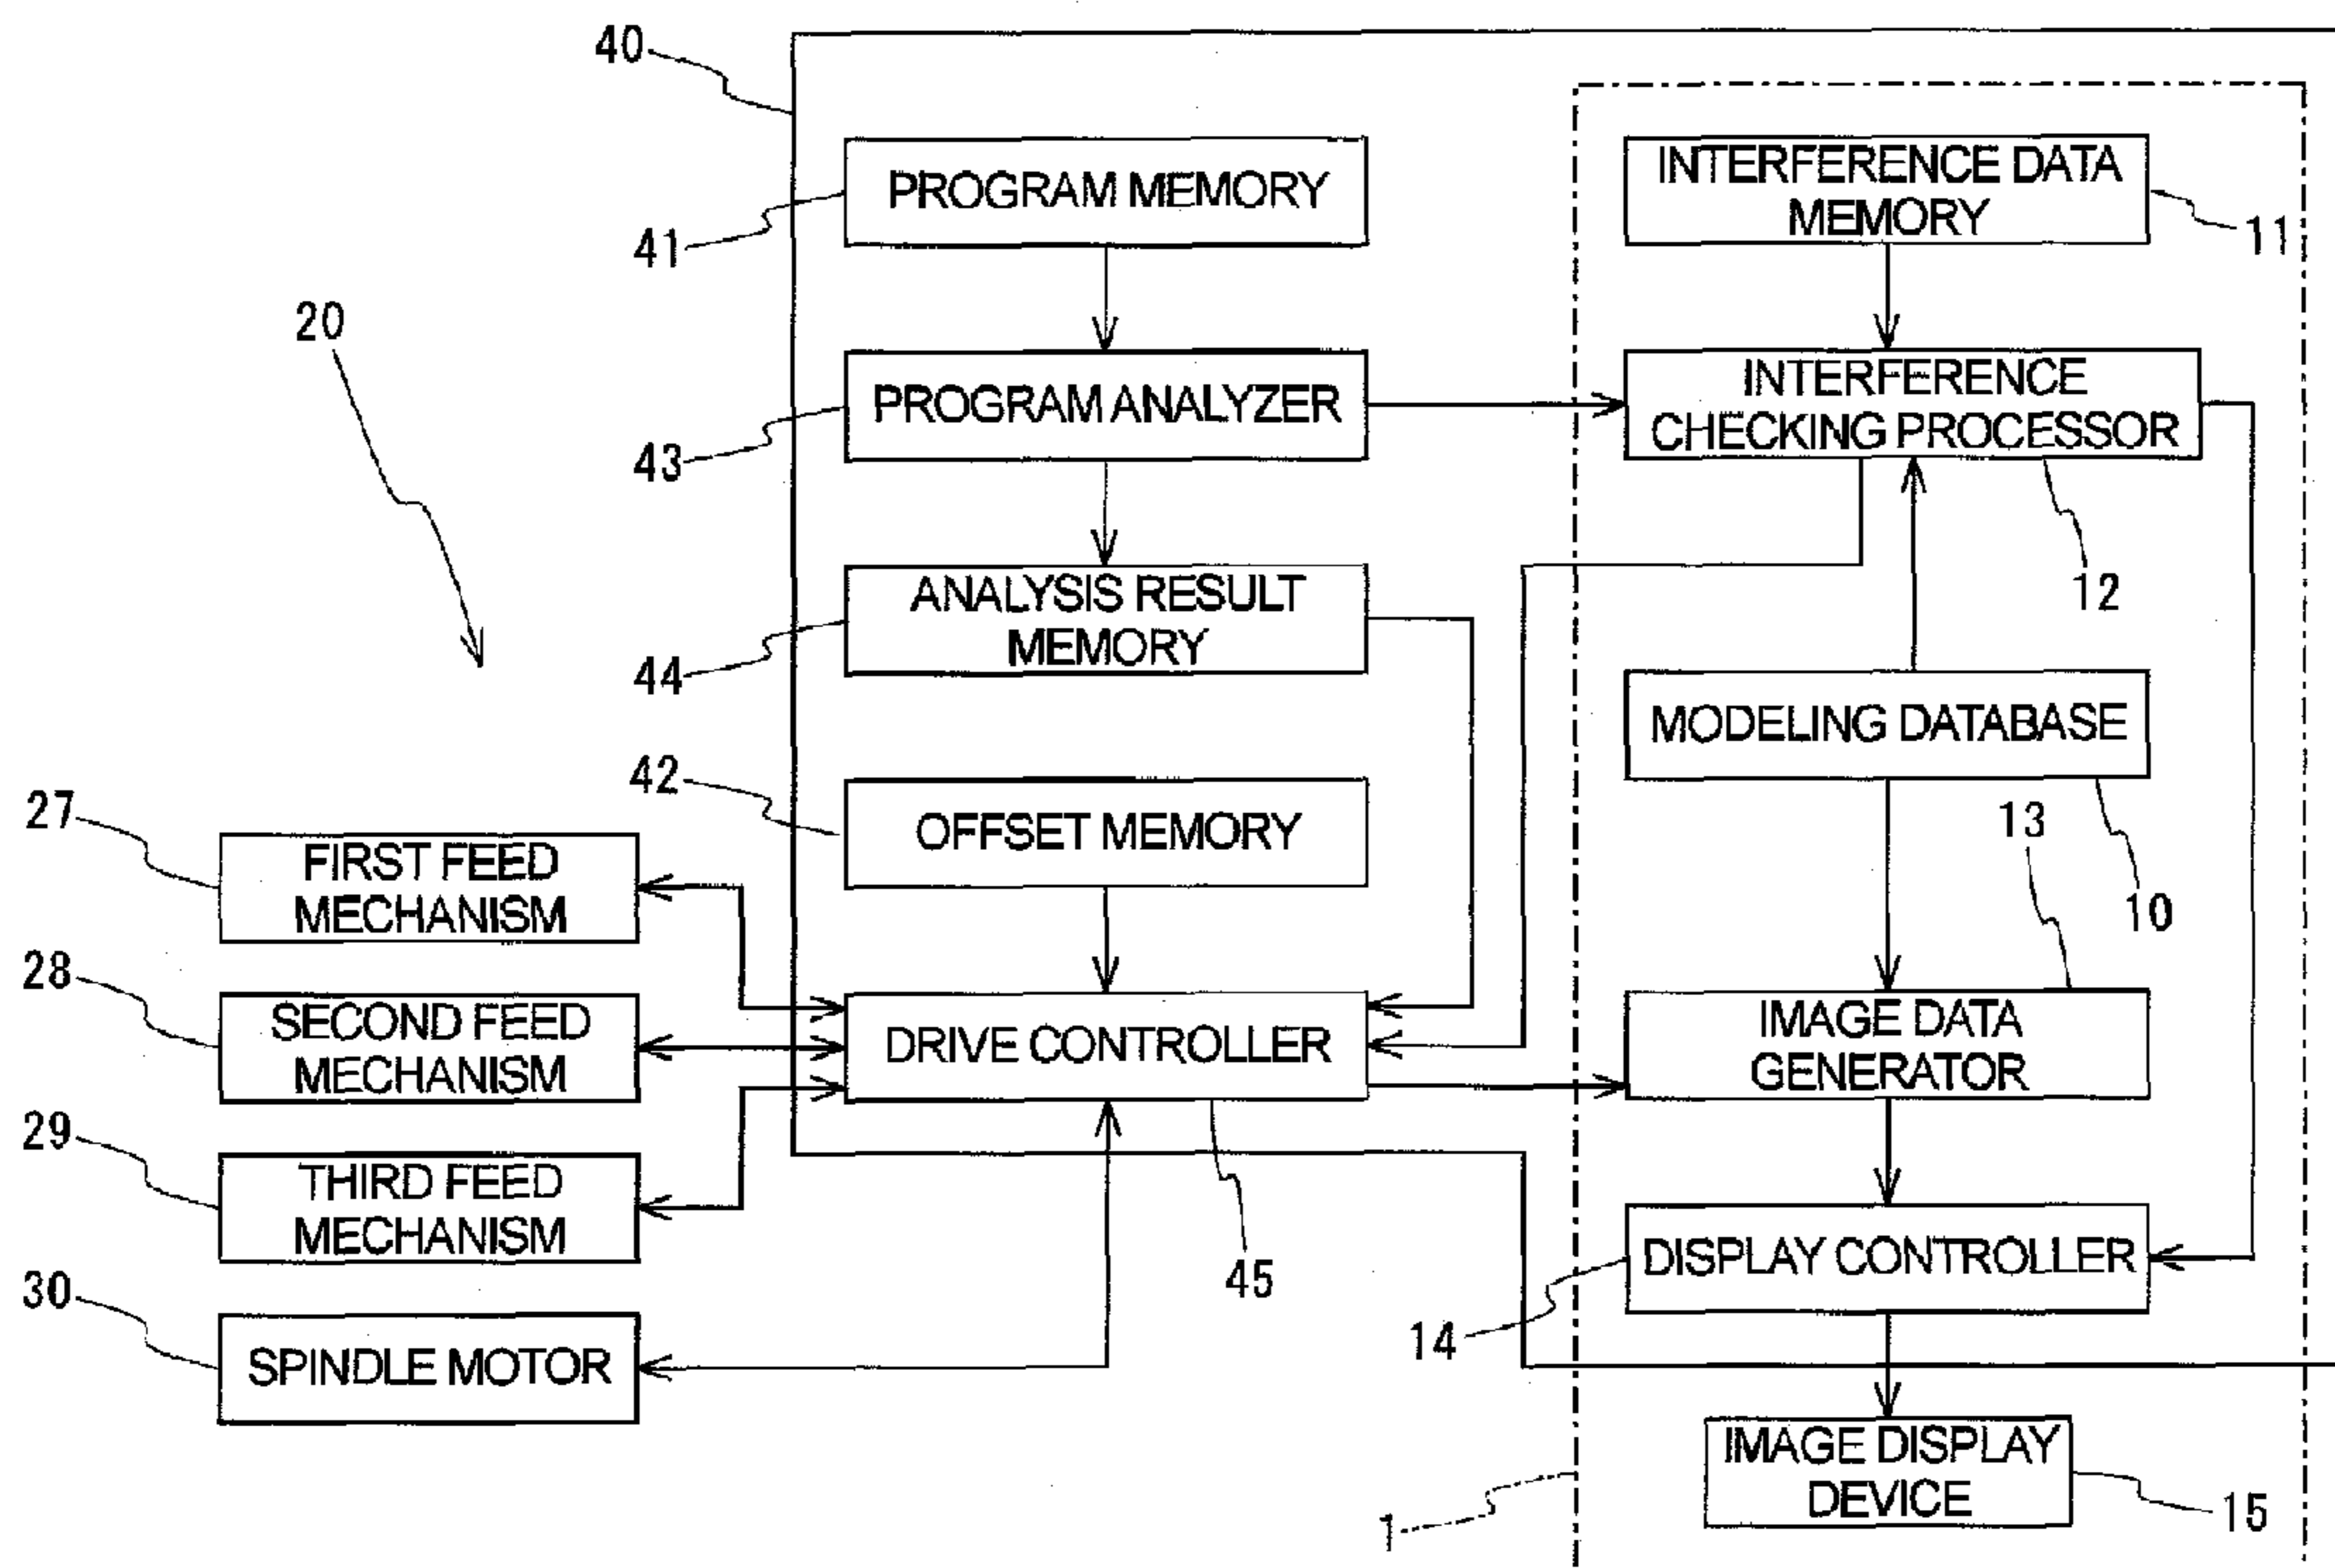 40
PROGRAM MEMORY
41
INTERFERENCE DATA
MEMORY
11
20
PROGRAM ANALYZER
43
INTERFERENCE
CHECKING PROCESSOR
12
ANALYSIS RESULT
MEMORY
44
MODELING DATABASE
10
42
OFFSET MEMORY
13
27
FIRST FEED
MECHANISM
28
SECOND FEED
MECHANISM
DRIVE CONTROLLER
45
IMAGE DATA
GENERATOR
29
THIRD FEED
MECHANISM
DISPLAY CONTROLLER
14
30
SPINDLE MOTOR
IMAGE DISPLAY
DEVICE
1
15